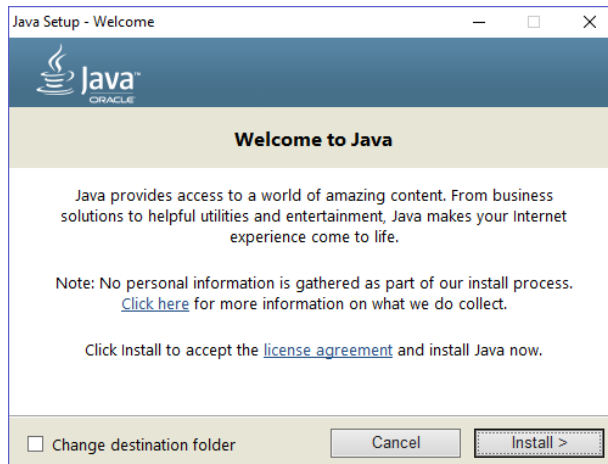 Java Setup - Welcome
Java™
ORACLE
Welcome to Java
Java provides access to a world of amazing content. From business
solutions to helpful utilities and entertainment, Java makes your Internet
experience come to life.
Note: No personal information is gathered as part of our install process.
Click here for more information on what we do collect.
Click Install to accept the license agreement and install Java now.
Change destination folder
Cancel
Install >